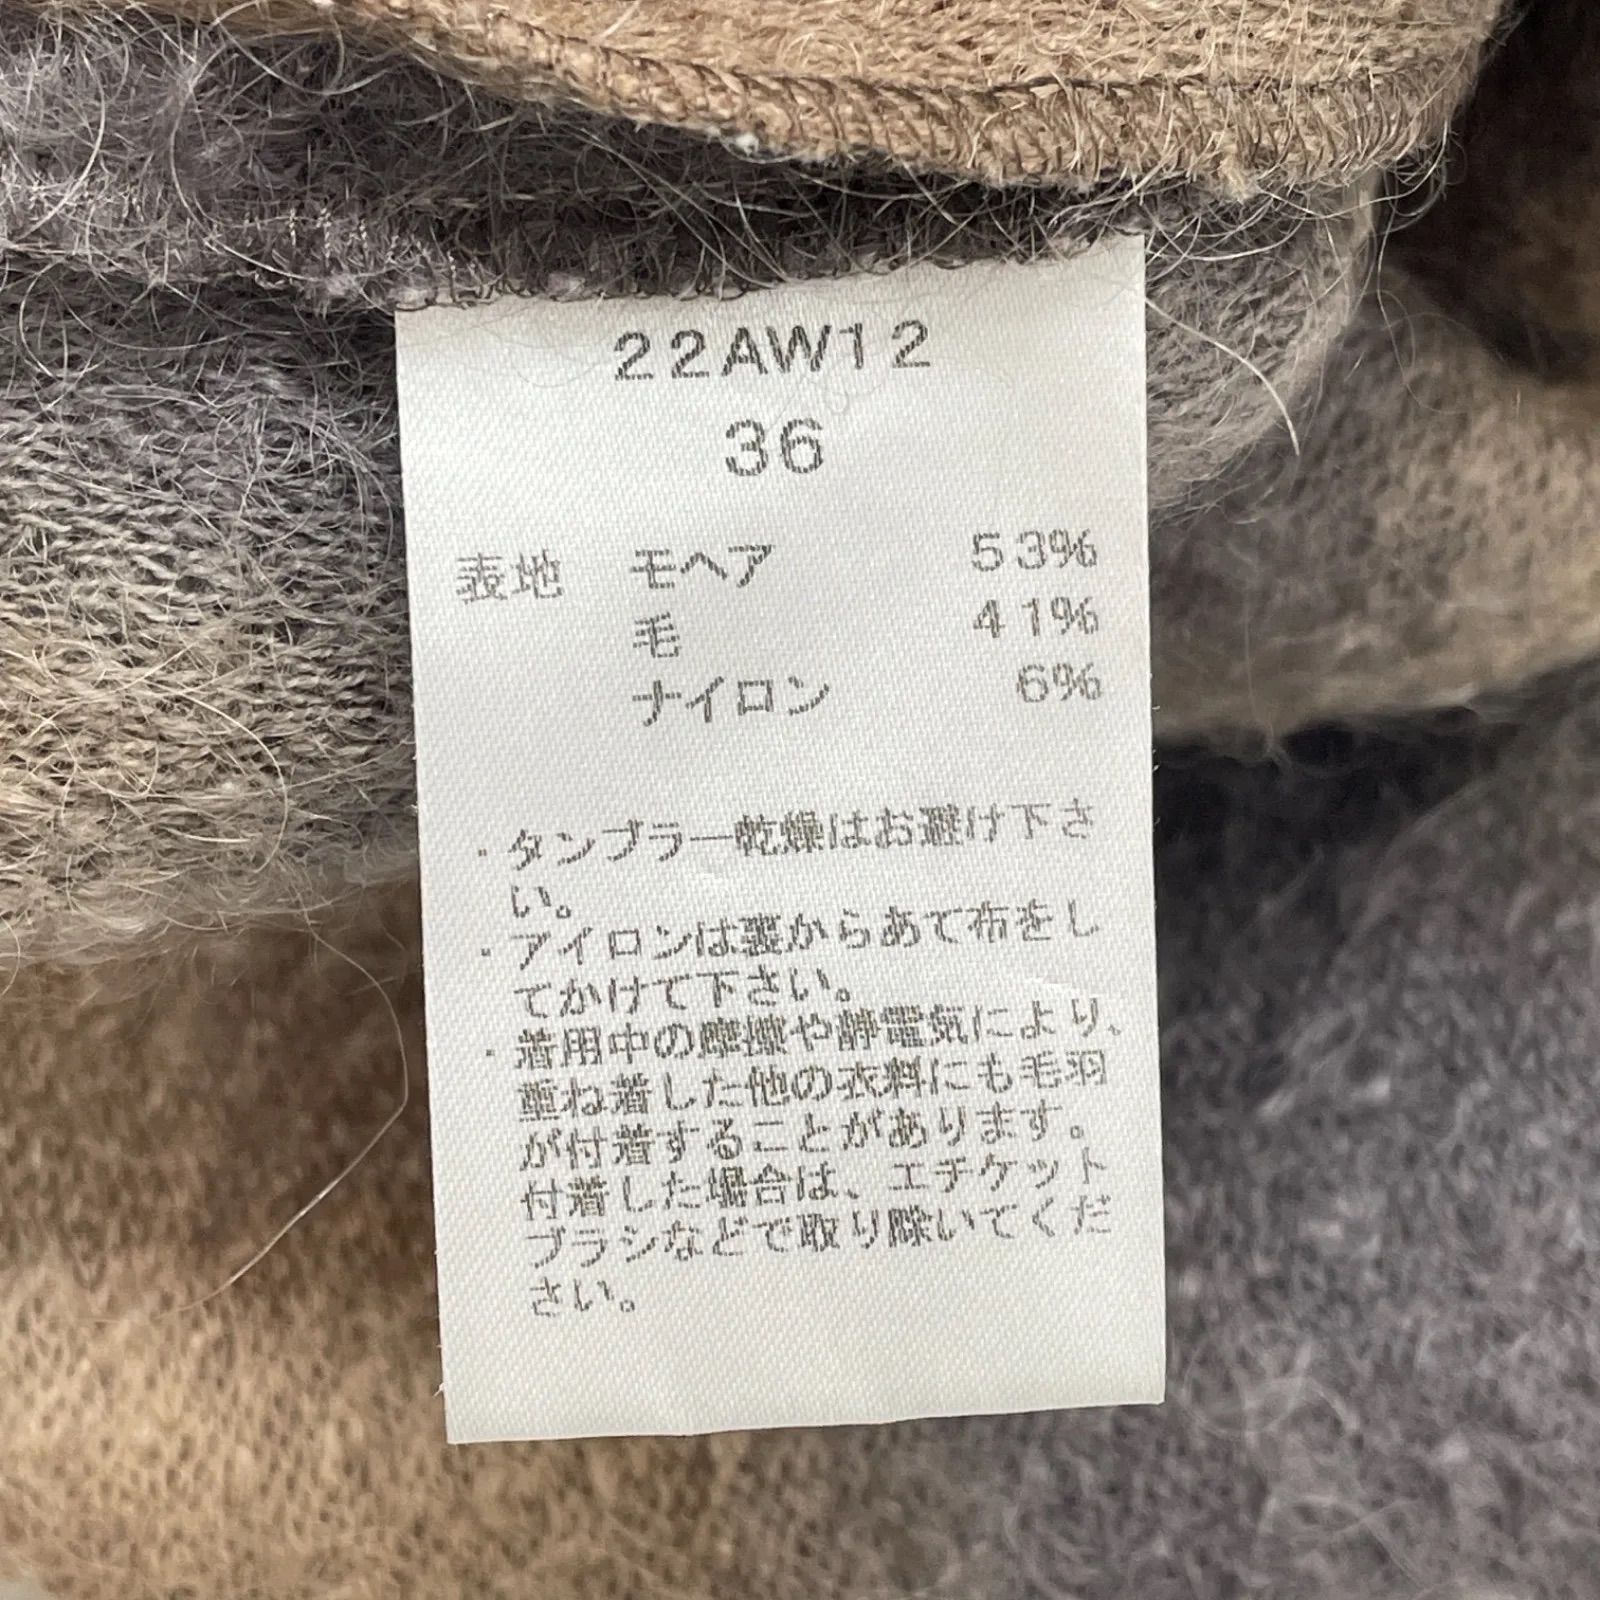 22AW12
36
表地 モヘア 53%
毛 41%
ナイロン 6%
・タンブラー乾燥はお避け下さ
い。
・アイロンは裏からあて布をし
てかけて下さい。
・着用中の摩擦や静電気により、
重ね着した他の衣料にも毛羽
が付着することがあります。
付着した場合は、エチケット
ブラシなどで取り除いてくだ
さい。